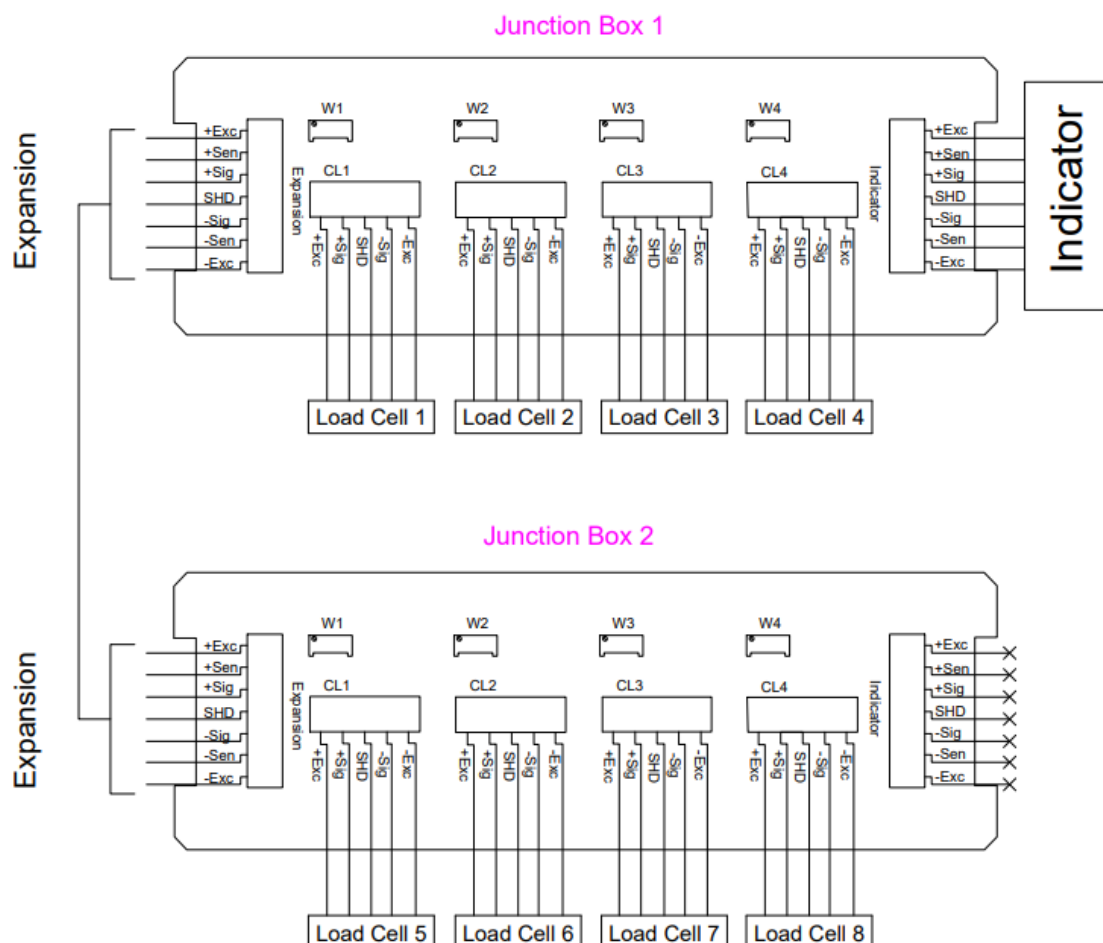 Junction Box 1
Expansion
+Exc
+Sen
+Sig
SHD
-Sig
-Sen
-Exc
Expansion
W1
W2
W3
W4
CL1
CL2
CL3
CL4
+Exc
+Sig
SHD
-Sig
-Exc
+Exc
+Sig
SHD
-Sig
-Exc
+Exc
+Sig
SHD
-Sig
-Exc
+Exc
+Sig
SHD
-Sig
-Exc
Indicator
+Exc
+Sen
+Sig
SHD
-Sig
-Sen
-Exc
Indicator
Load Cell 1
Load Cell 2
Load Cell 3
Load Cell 4
Junction Box 2
Expansion
+Exc
+Sen
+Sig
SHD
-Sig
-Sen
-Exc
Expansion
W1
W2
W3
W4
CL1
CL2
CL3
CL4
+Exc
+Sig
SHD
-Sig
-Exc
+Exc
+Sig
SHD
-Sig
-Exc
+Exc
+Sig
SHD
-Sig
-Exc
+Exc
+Sig
SHD
-Sig
-Exc
Indicator
+Exc
+Sen
+Sig
SHD
-Sig
-Sen
-Exc
Load Cell 5
Load Cell 6
Load Cell 7
Load Cell 8